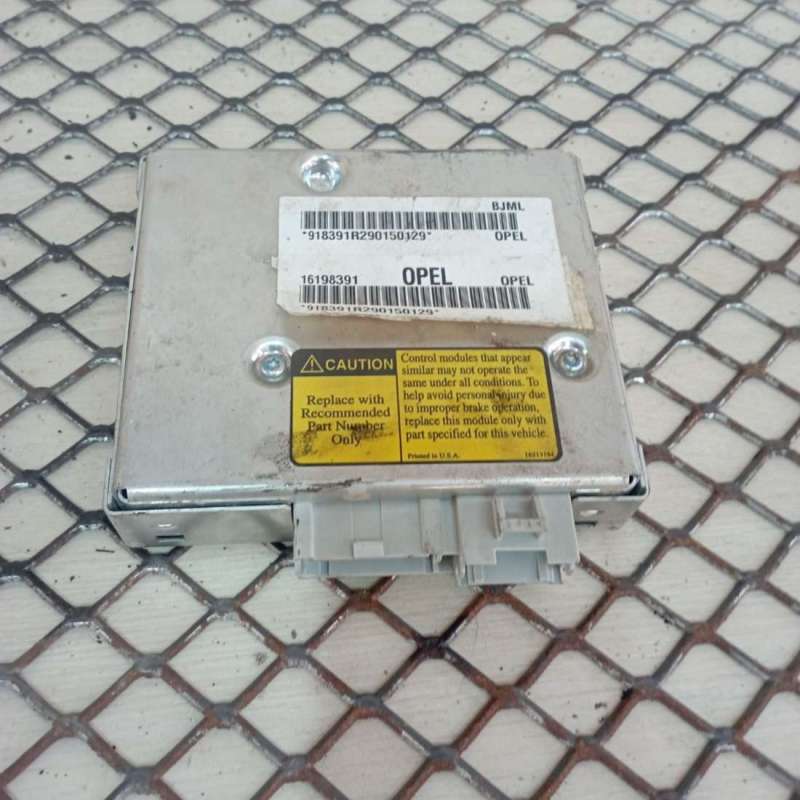 BJML
*918391R290150129* OPEL
16198391 OPEL OPEL
*918391R290150129*
CAUTION
Replace with
Recommended
Part Number
Only
Control modules that appear
similar may not operate the
same under all conditions. To
help avoid personal injury due
to improper brake operation,
replace this module only with
part specified for this vehicle.
Printed in U.S.A.